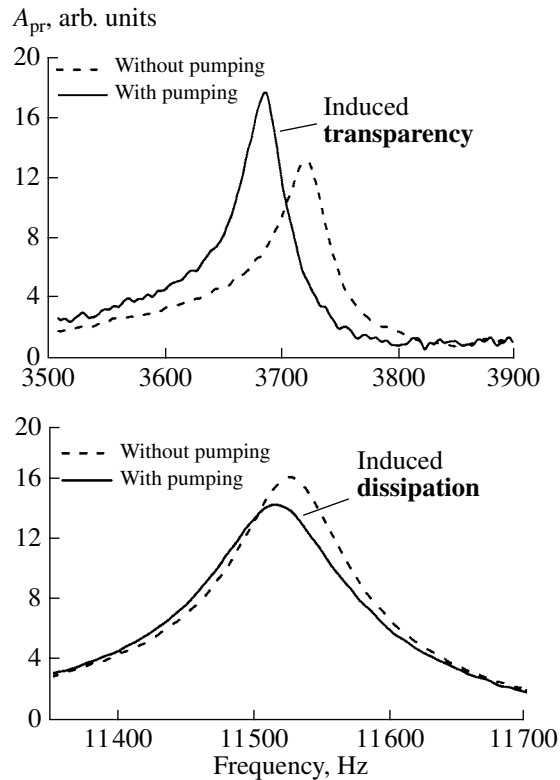 A_pr, arb. units
20
Without pumping
With pumping
16
Induced
transparency
12
8
4
0
3500 3600 3700 3800 3900
20
Without pumping
With pumping
16
Induced
dissipation
12
8
4
0
11400 11500 11600 11700
Frequency, Hz